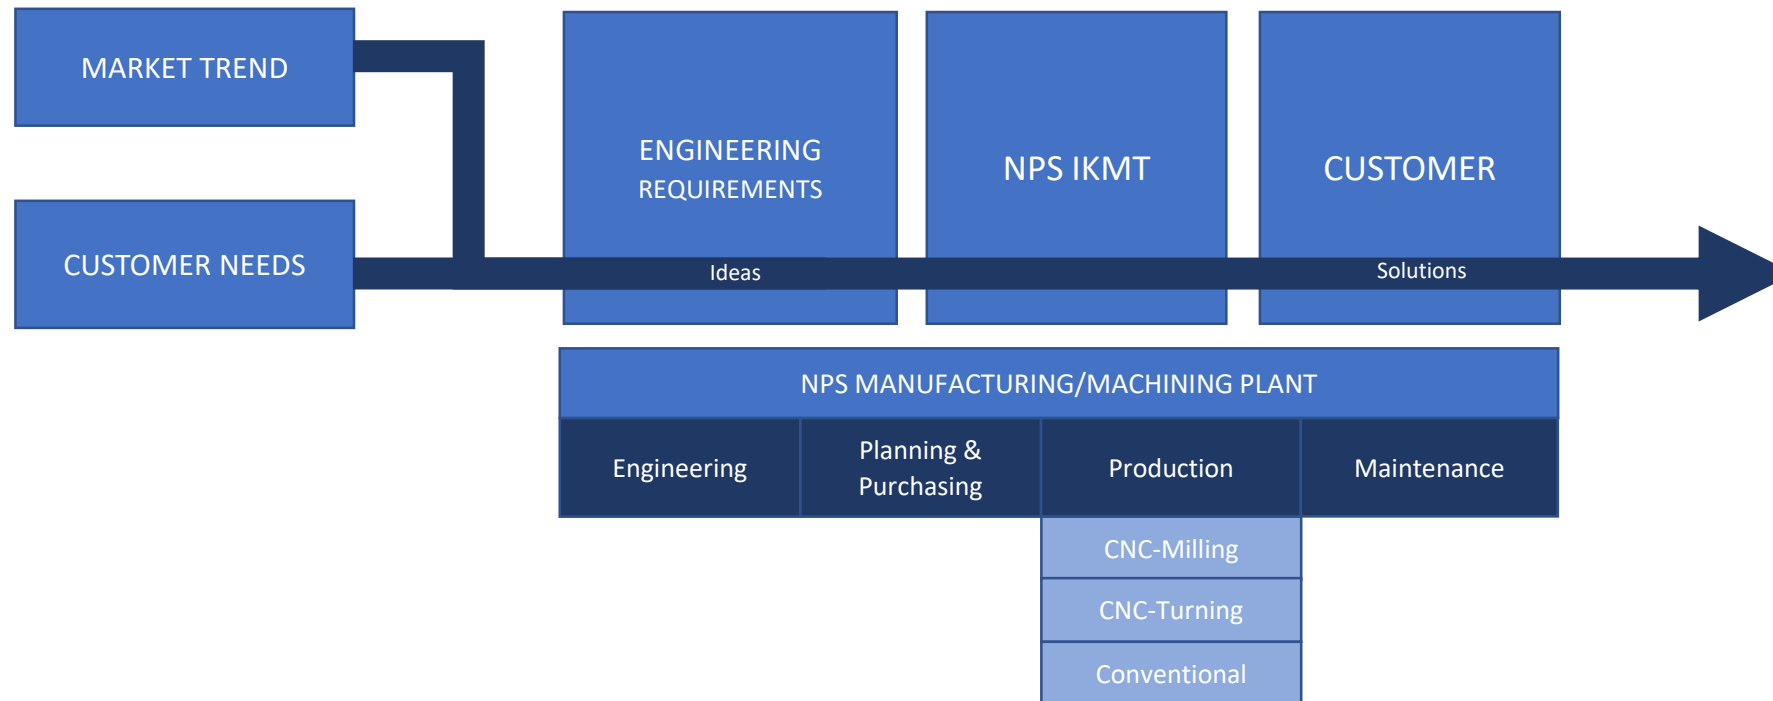 MARKET TREND
CUSTOMER NEEDS
ENGINEERING
REQUIREMENTS
NPS IKMT
CUSTOMER
Ideas
Solutions
NPS MANUFACTURING/MACHINING PLANT
Engineering
Planning &
Purchasing
Production
Maintenance
CNC-Milling
CNC-Turning
Conventional